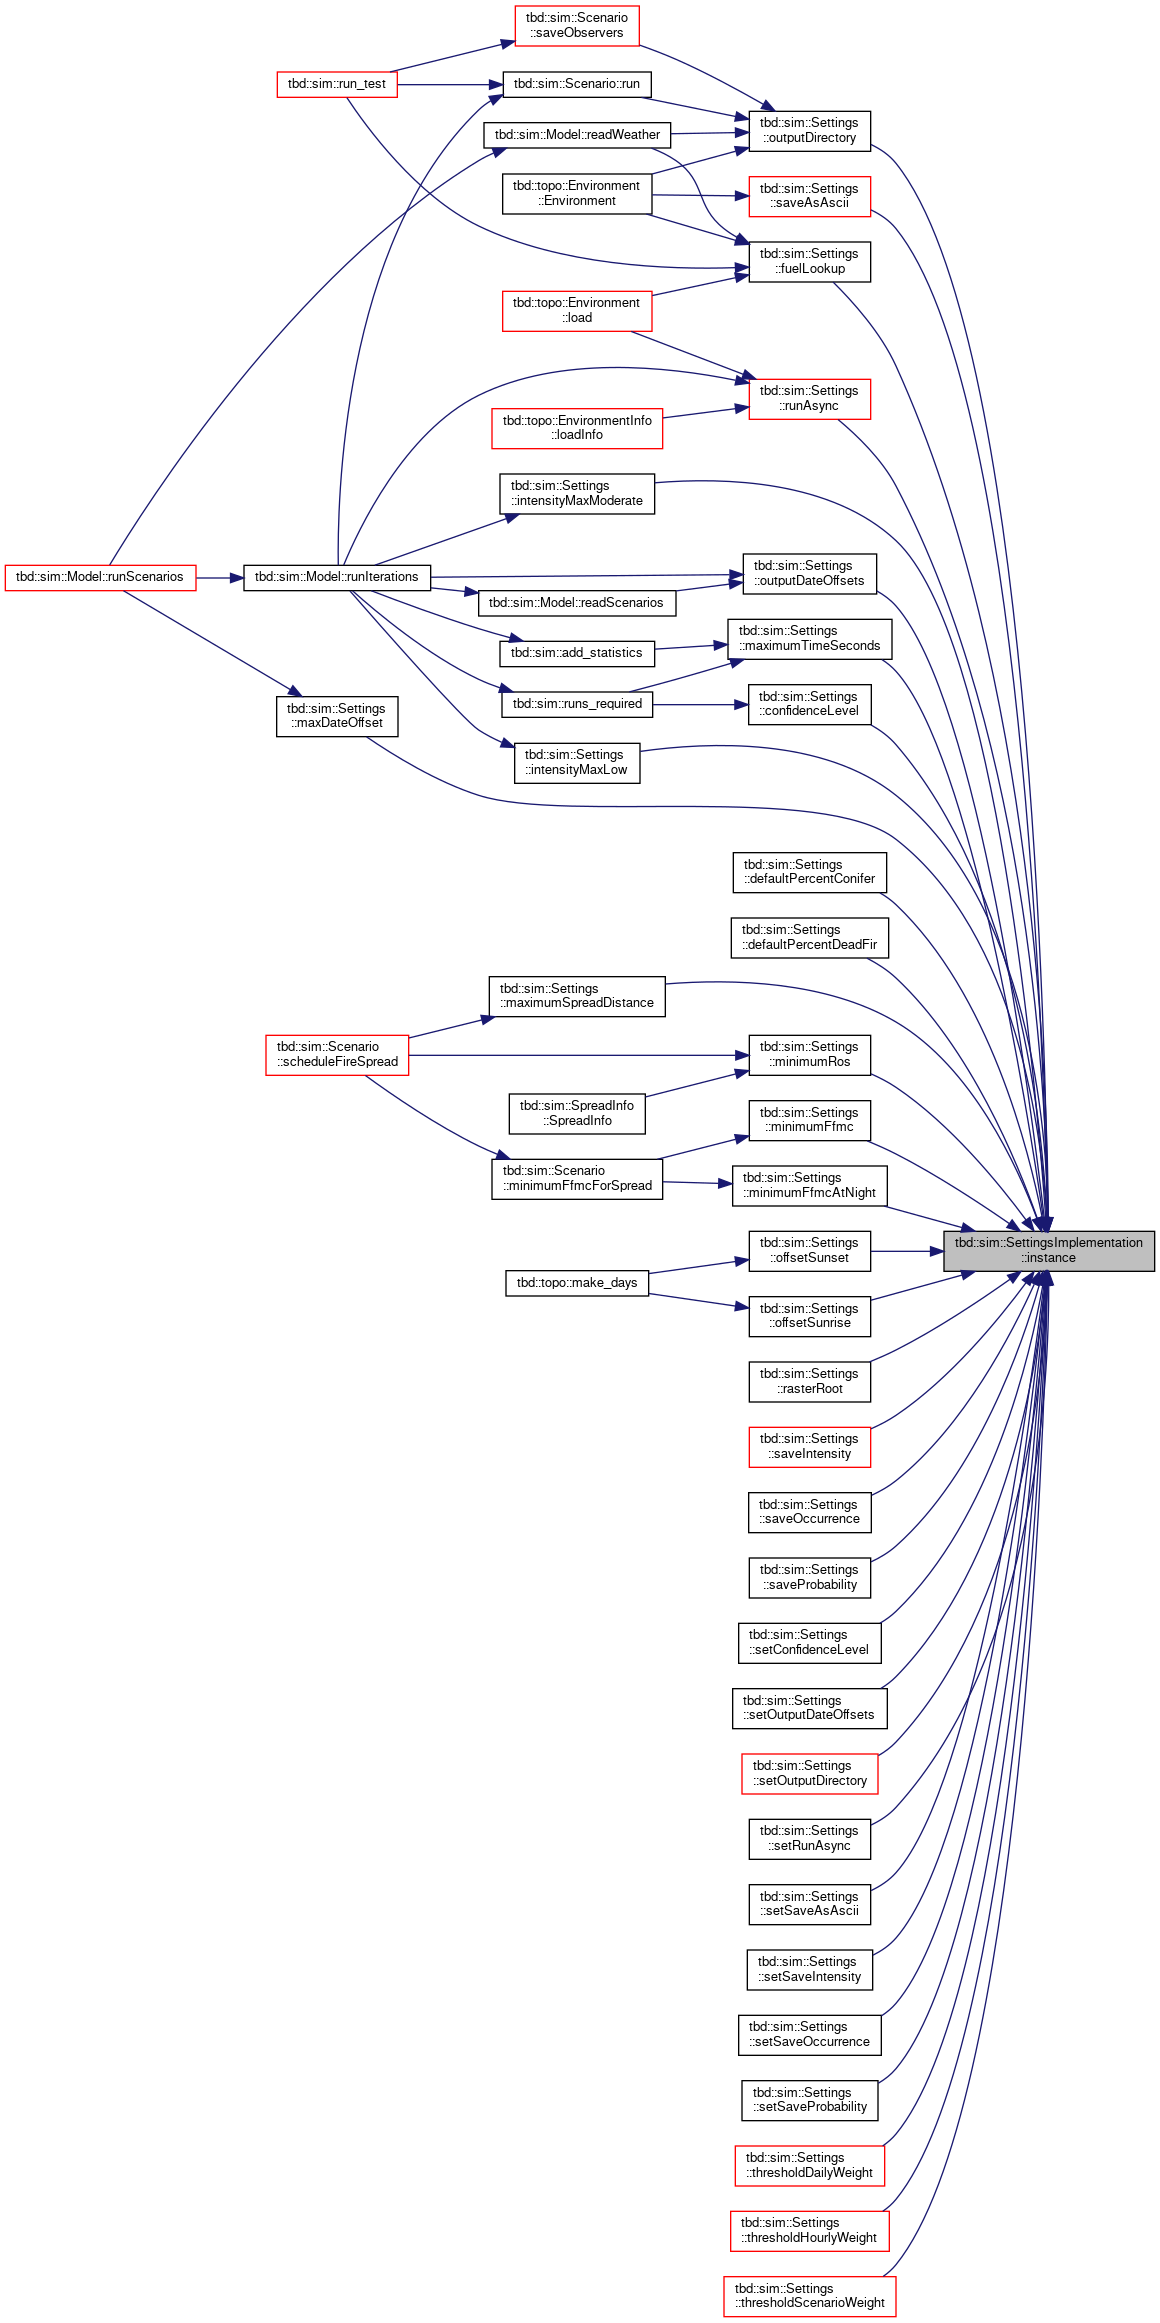 tbd::sim::Scenario
::saveObservers
tbd::sim::run_test
tbd::sim::Scenario::run
tbd::sim::Settings
::outputDirectory
tbd::sim::Model::readWeather
tbd::topo::Environment
::Environment
tbd::sim::Settings
::saveAsAscii
tbd::sim::Settings
::fuelLookup
tbd::topo::Environment
::load
tbd::sim::Settings
::runAsync
tbd::topo::EnvironmentInfo
::loadInfo
tbd::sim::Settings
::intensityMaxModerate
tbd::sim::Model::runScenarios
tbd::sim::Model::runIterations
tbd::sim::Settings
::outputDateOffsets
tbd::sim::Model::readScenarios
tbd::sim::Settings
::maximumTimeSeconds
tbd::sim::add_statistics
tbd::sim::runs_required
tbd::sim::Settings
::confidenceLevel
tbd::sim::Settings
::maxDateOffset
tbd::sim::Settings
::intensityMaxLow
tbd::sim::Settings
::defaultPercentConifer
tbd::sim::Settings
::defaultPercentDeadFir
tbd::sim::Settings
::maximumSpreadDistance
tbd::sim::Scenario
::scheduleFireSpread
tbd::sim::Settings
::minimumRos
tbd::sim::SpreadInfo
::SpreadInfo
tbd::sim::Settings
::minimumFfmc
tbd::sim::Scenario
::minimumFfmcForSpread
tbd::sim::Settings
::minimumFfmcAtNight
tbd::sim::SettingsImplementation
::instance
tbd::sim::Settings
::offsetSunset
tbd::topo::make_days
tbd::sim::Settings
::offsetSunrise
tbd::sim::Settings
::rasterRoot
tbd::sim::Settings
::saveIntensity
tbd::sim::Settings
::saveOccurrence
tbd::sim::Settings
::saveProbability
tbd::sim::Settings
::setConfidenceLevel
tbd::sim::Settings
::setOutputDateOffsets
tbd::sim::Settings
::setOutputDirectory
tbd::sim::Settings
::setRunAsync
tbd::sim::Settings
::setSaveAsAscii
tbd::sim::Settings
::setSaveIntensity
tbd::sim::Settings
::setSaveOccurrence
tbd::sim::Settings
::setSaveProbability
tbd::sim::Settings
::thresholdDailyWeight
tbd::sim::Settings
::thresholdHourlyWeight
tbd::sim::Settings
::thresholdScenarioWeight